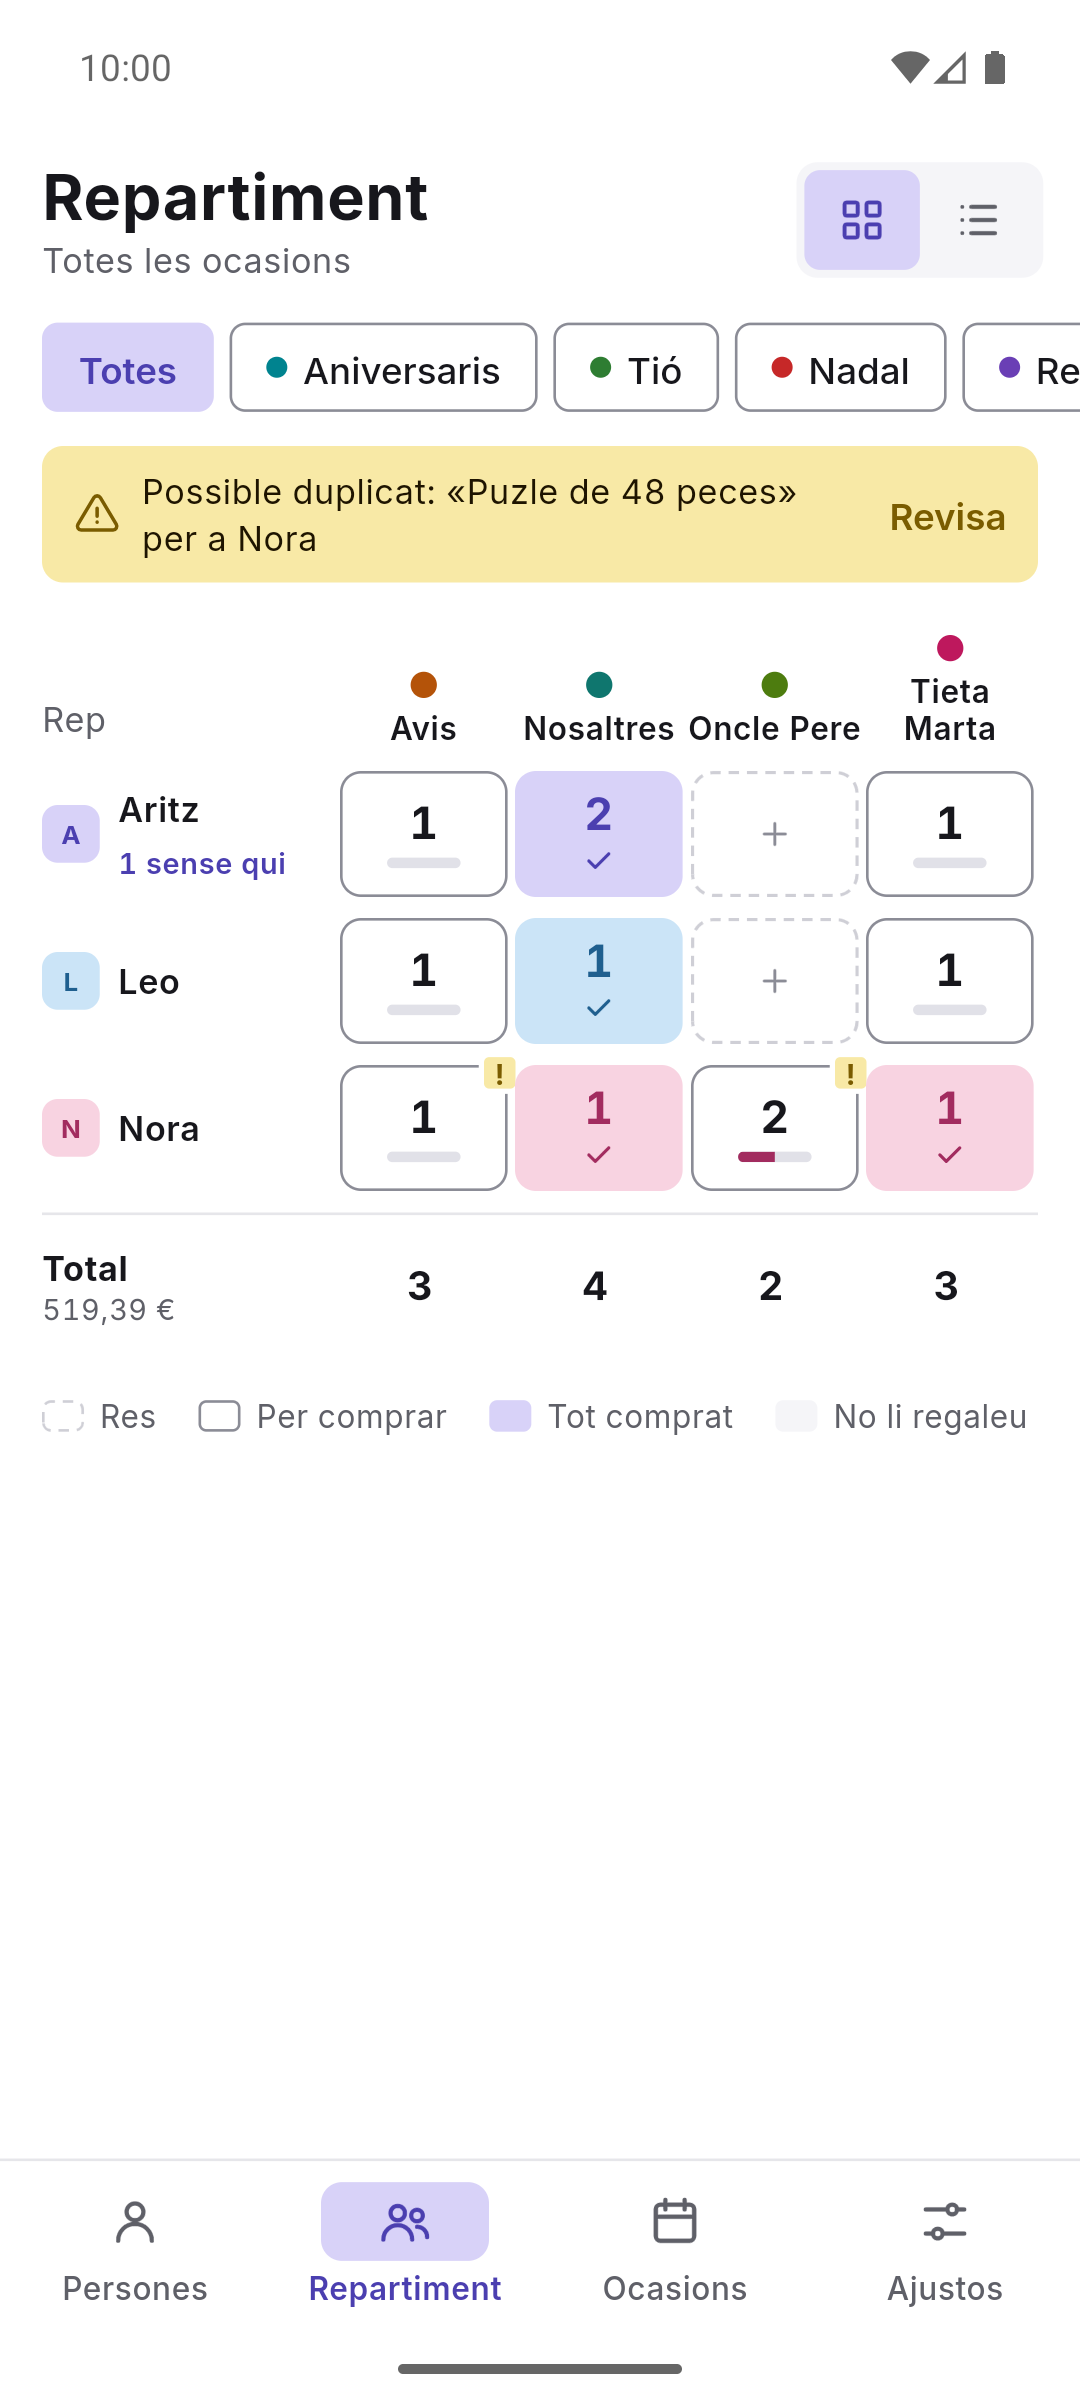 10:00
Repartiment
Totes les ocasions
Totes
Aniversaris
Tió
Nadal
Re
Possible duplicat: «Puzle de 48 peces»
per a Nora
Revisa
Rep
Avis
Nosaltres
Oncle Pere
Tieta
Marta
A
Aritz
1 sense qui
1
2
+
1
L
Leo
1
1
+
1
N
Nora
1
!
1
2
!
1
Total
519,39 €
3
4
2
3
Res
Per comprar
Tot comprat
No li regaleu
Persones
Repartiment
Ocasions
Ajustos